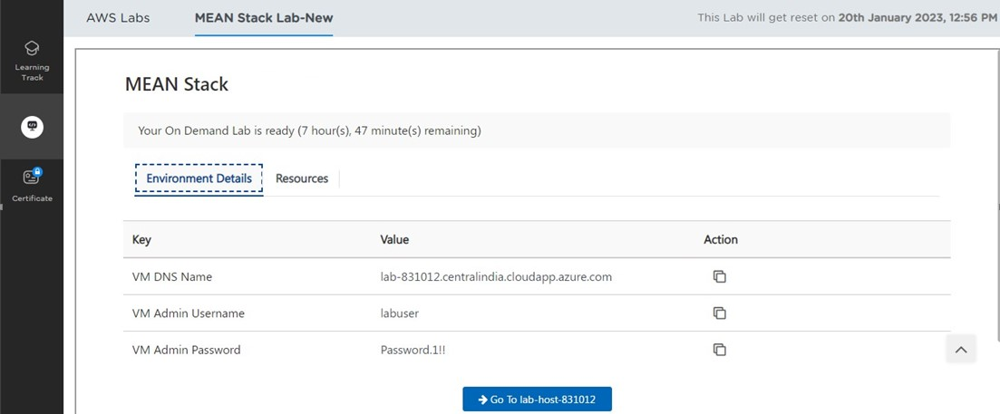 AWS Labs
MEAN Stack Lab-New
This Lab will get reset on 20th January 2023, 12:56 PM
Learning
Track
Certificate
MEAN Stack
Your On Demand Lab is ready (7 hour(s), 47 minute(s) remaining)
Environment Details
Resources
Key Value Action
VM DNS Name lab-831012.centralindia.cloudapp.azure.com
VM Admin Username labuser
VM Admin Password Password.1!!
Go To lab-host-831012